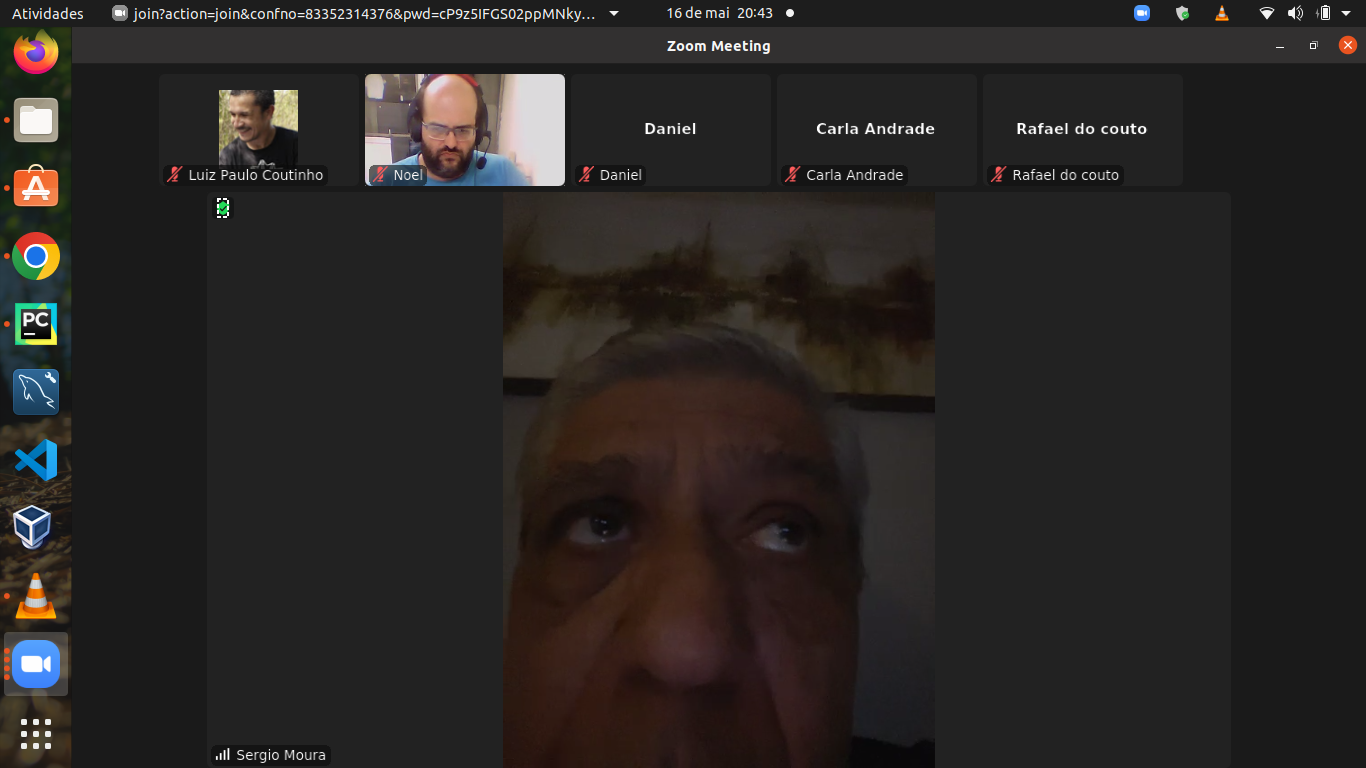 Atividades
join?action=join&confno=83352314376&pwd=cP9z5IFGS02ppMNky...
16 de mai 20:43
Zoom Meeting
Daniel
Carla Andrade
Rafael do couto
Luiz Paulo Coutinho
Noel
Daniel
Carla Andrade
Rafael do couto
PC
Sergio Moura